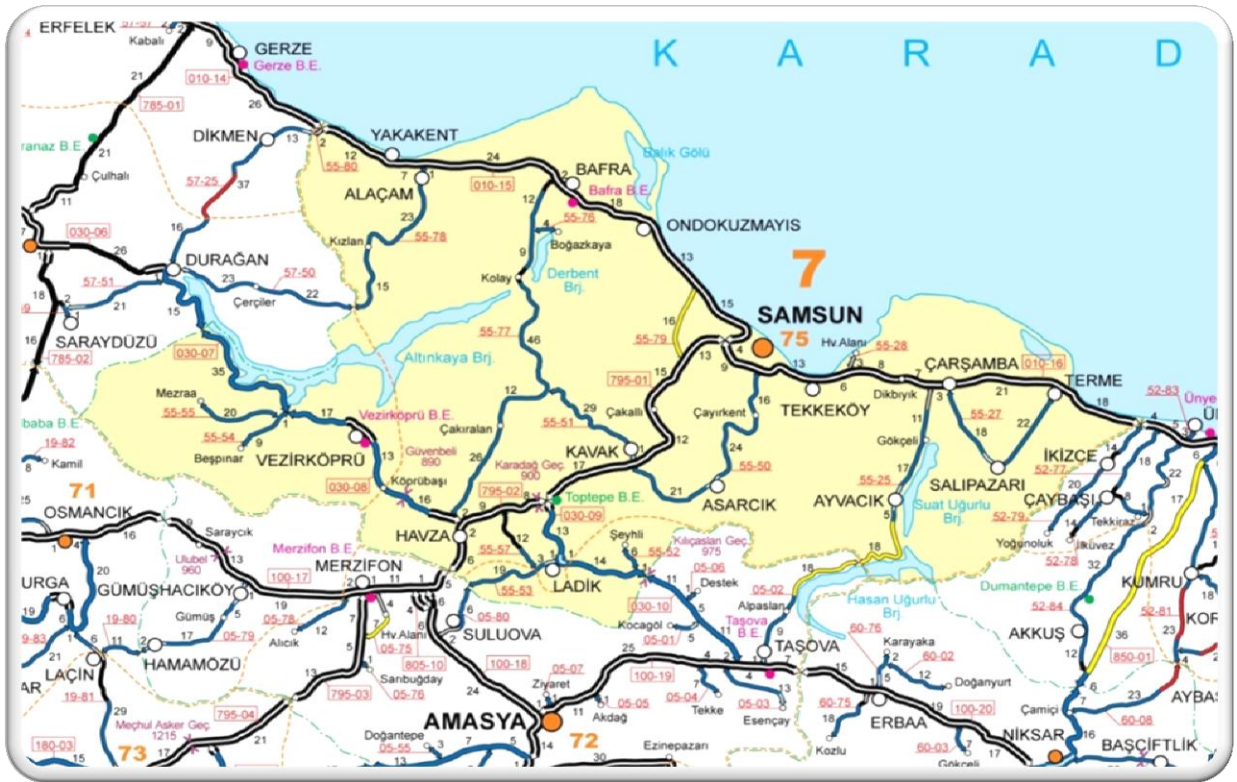 ERFELEK
Kabalı
GERZE
Gerze B.E.
K A R A D
010-14
785-01
DİKMEN
YAKAKENT
55-80
BAFRA
Balık Gölü
Bafra B.E.
ranaz B.E.
Çulhalı
57-25
ALAÇAM
010-15
ONDOKUZMAYIS
55-76
Boğazkaya
Kızlan
55-78
030-06
DURAĞAN
57-50
57-51
Çerçiler
Kolay
Derbent
Brj.
7
SAMSUN
75
SARAYDÜZÜ
785-02
030-07
Altınkaya Brj.
55-77
55-79
795-01
Hv.Alanı
55-28
ÇARŞAMBA
010-16
TERME
52-83
Ünye
Mezraa
55-55
55-54
Beşpınar
Vezirköprü B.E.
VEZİRKÖPRÜ
Çakıralan
55-51
Çakallı
Çayırkent
TEKKEKÖY
Dikbıyık
55-27
baba B.E.
19-82
Kamil
Güvenbeli
890
Karadağ Geç.
900
KAVAK
55-50
Gökçeli
55-25
SALIPAZARI
İKİZCE
52-77
71
OSMANCIK
030-08
Köprübaşı
795-02
Toptepe B.E.
030-09
ASARCIK
AYVACIK
Suat Uğurlu
Brj.
ÇAYBAŞI
Tekkiraz
52-79
Yoğunoluk
İlküvez
52-78
Saraycık
Ulubel
960
Merzifon B.E.
MERZİFON
HAVZA
55-57
Şeyhli
55-52
Kılıçaslan Geç.
975
05-06
Destek
LADİK
55-53
100-17
GÜMÜŞHACIKÖY
URGA
19-83
19-80
Gümüş
05-79
05-78
Alıcık
Hv.Alanı
05-75
05-80
SULUOVA
030-10
Kocagöl
05-01
Taşova
B.E.
05-02
Alpaslan
Hasan Uğurlu
Brj.
Dumantepe B.E.
52-84
KUMRU
52-81
KOR
AKKUŞ
HAMAMÖZÜ
LAÇİN
AR
19-81
805-10
100-18
Sarıbuğday
05-76
795-03
05-07
Ziyaret
100-19
TAŞOVA
60-76
Karayaka
60-02
Doğanyurt
850-01
AYBAS
Meçhul Asker Geç.
1215
795-04
AMASYA
72
Akdağ
05-05
05-04
Tekke
05-03
Esençay
60-75
ERBAA
100-20
Çamiçi
60-08
180-03
73
Doğantepe
05-55
Ezinepazarı
Kozlu
60-03
Gökçeli
NİKSAR
BAŞÇİFTLİK